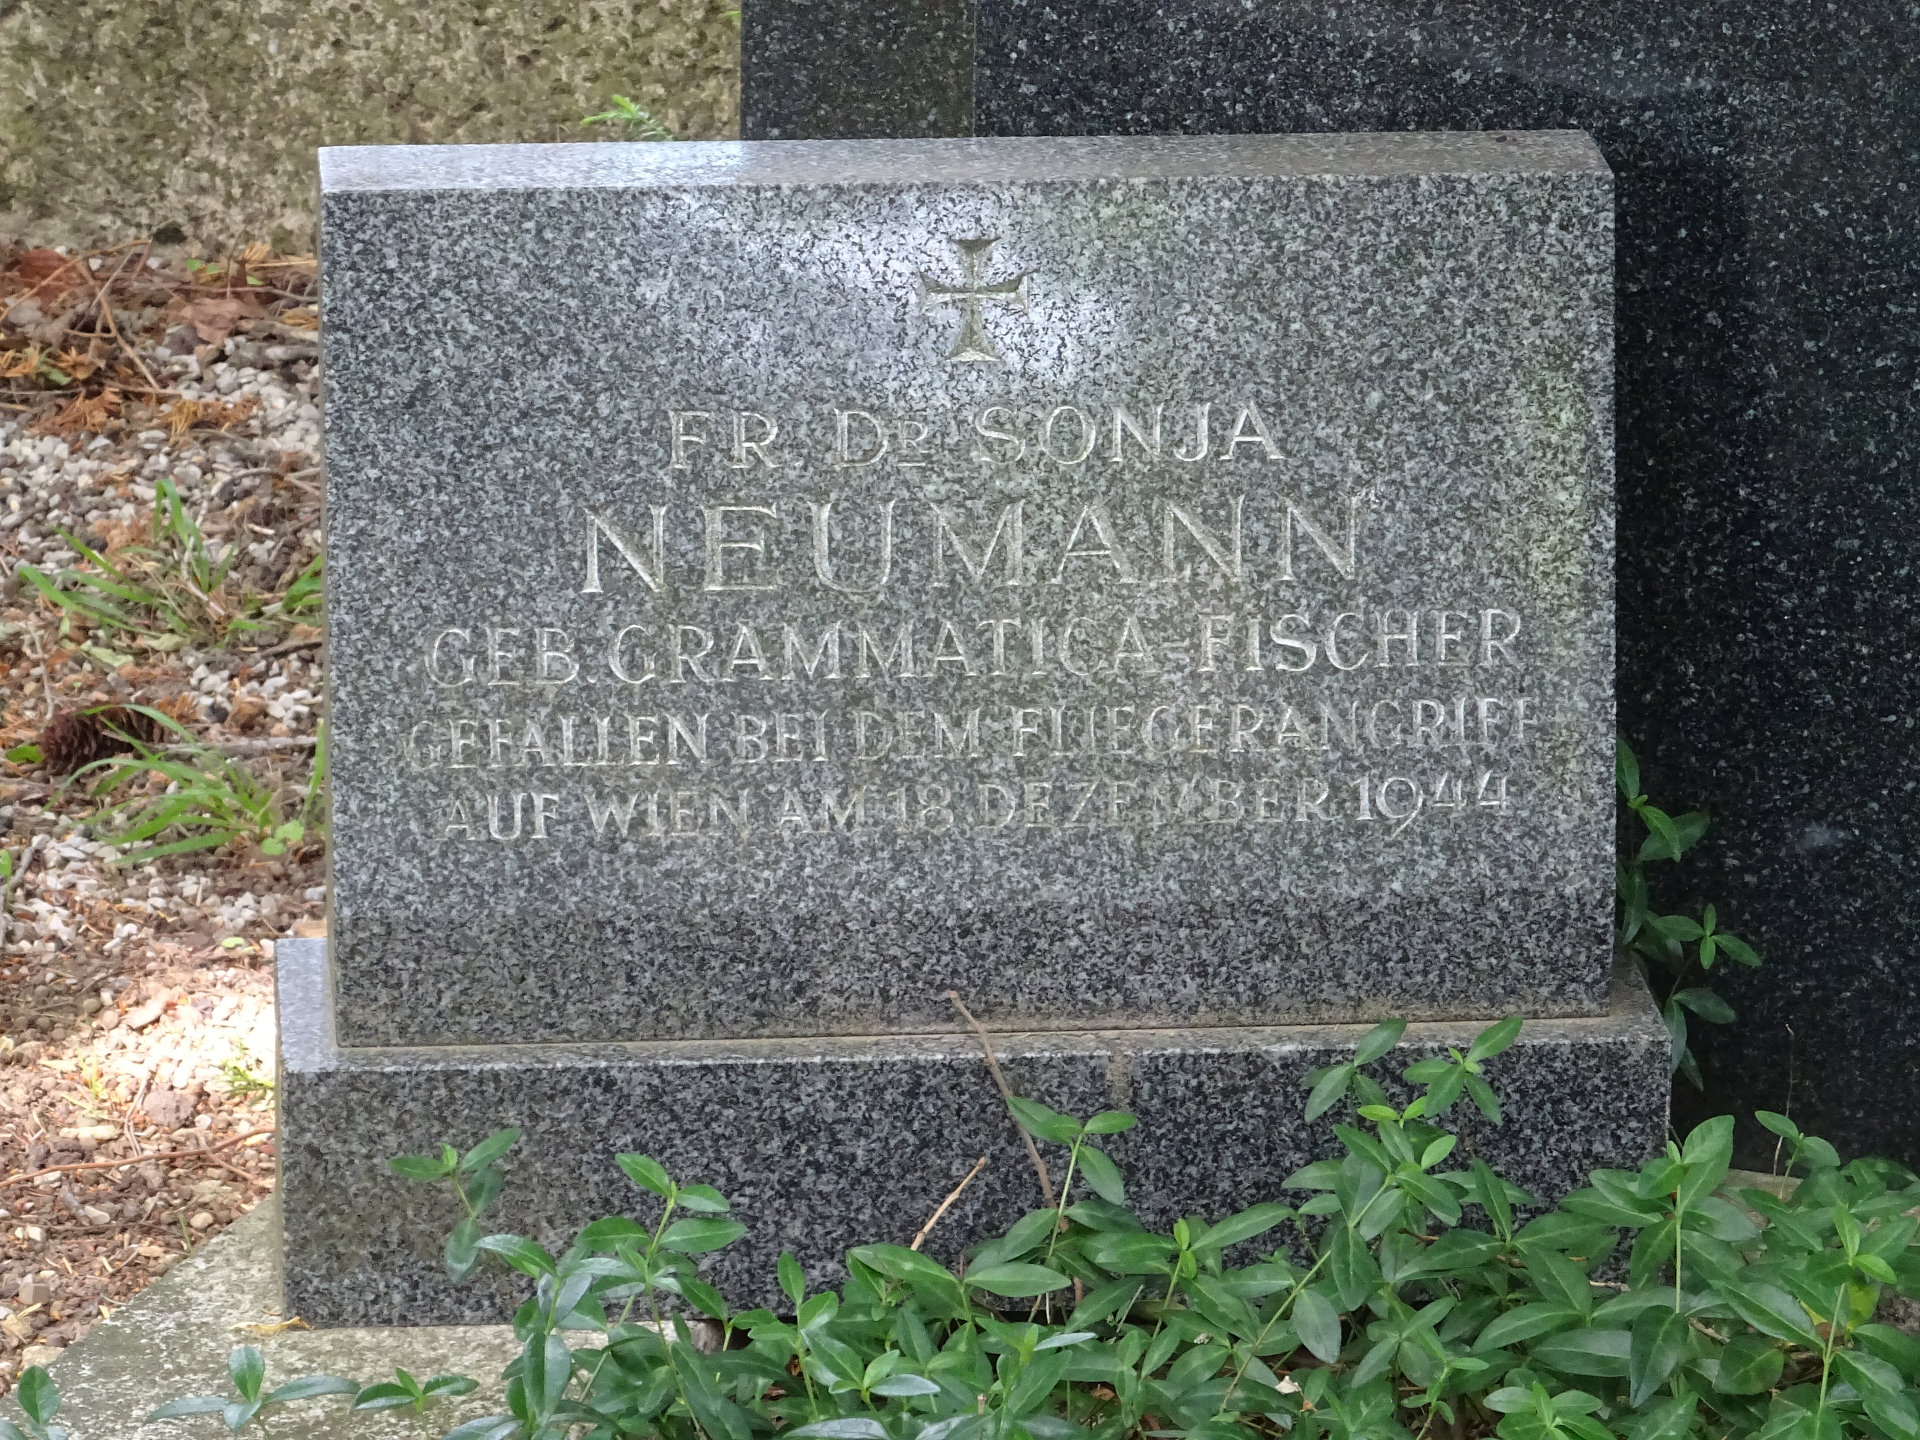 FR. DR SONJA
NEUMANN
GEB. GRAMMATICA-FISCHER
GEFALLEN BEI DEM FLIEGERANGRIFF
AUF WIEN AM 18 DEZEMBER 1944